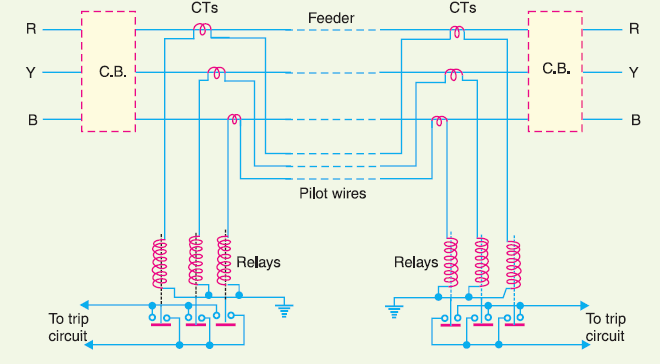 CTs
Feeder
CTs
R
R
Y
C.B.
C.B.
Y
B
B
Pilot wires
Relays
Relays
To trip
circuit
To trip
circuit